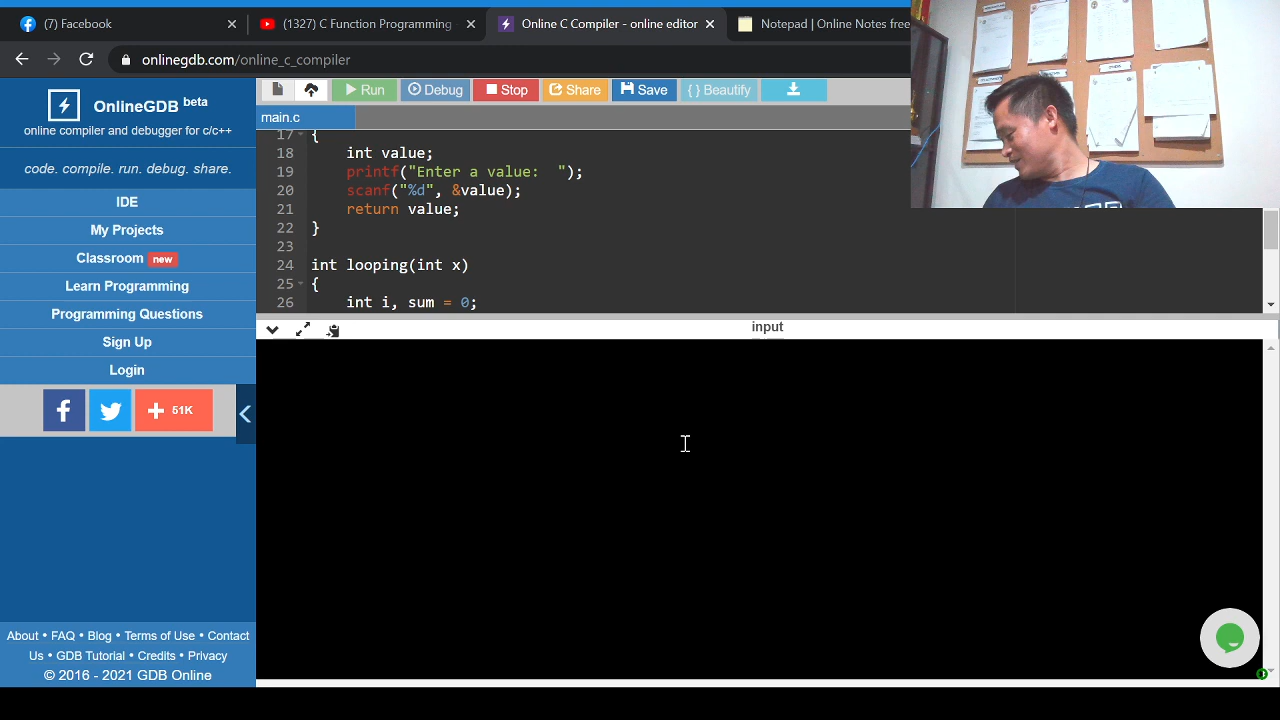 (7) Facebook
(1327) C Function Programming
Online C Compiler - online editor
Notepad | Online Notes free
onlinegdb.com/online_c_compiler
OnlineGDB beta
online compiler and debugger for c/c++
code. compile. run. debug. share.
IDE
My Projects
Classroom new
Learn Programming
Programming Questions
Sign Up
Login
51K
About • FAQ • Blog • Terms of Use • Contact
Us • GDB Tutorial • Credits • Privacy
© 2016 - 2021 GDB Online
Run Debug Stop Share Save { } Beautify
main.c
17 {
18 int value;
19 printf("Enter a value:  ");
20 scanf("%d", &value);
21 return value;
22 }
23
24 int looping(int x)
25 {
26 int i, sum = 0;
input